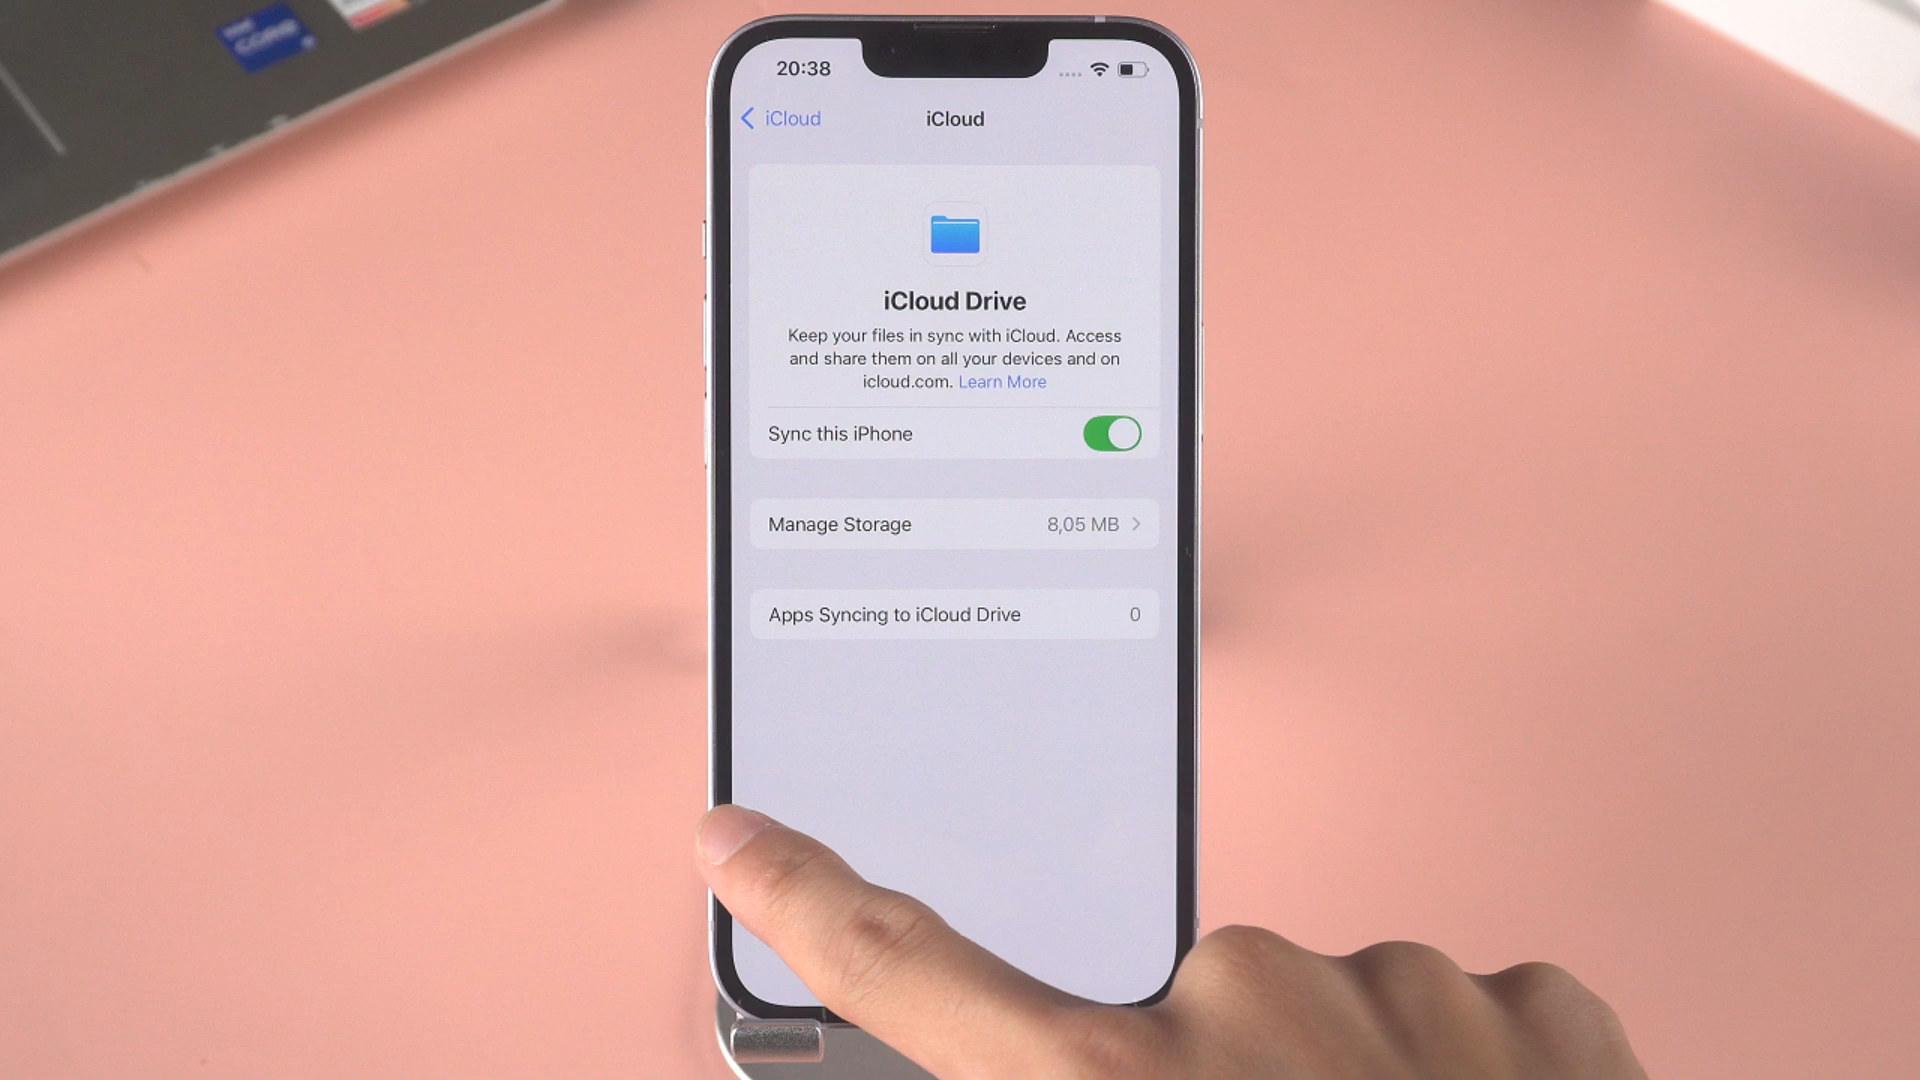 intel
CORE
20:38
iCloud
iCloud
iCloud Drive
Keep your files in sync with iCloud. Access
and share them on all your devices and on
icloud.com. Learn More
Sync this iPhone
Manage Storage 8,05 MB
Apps Syncing to iCloud Drive 0